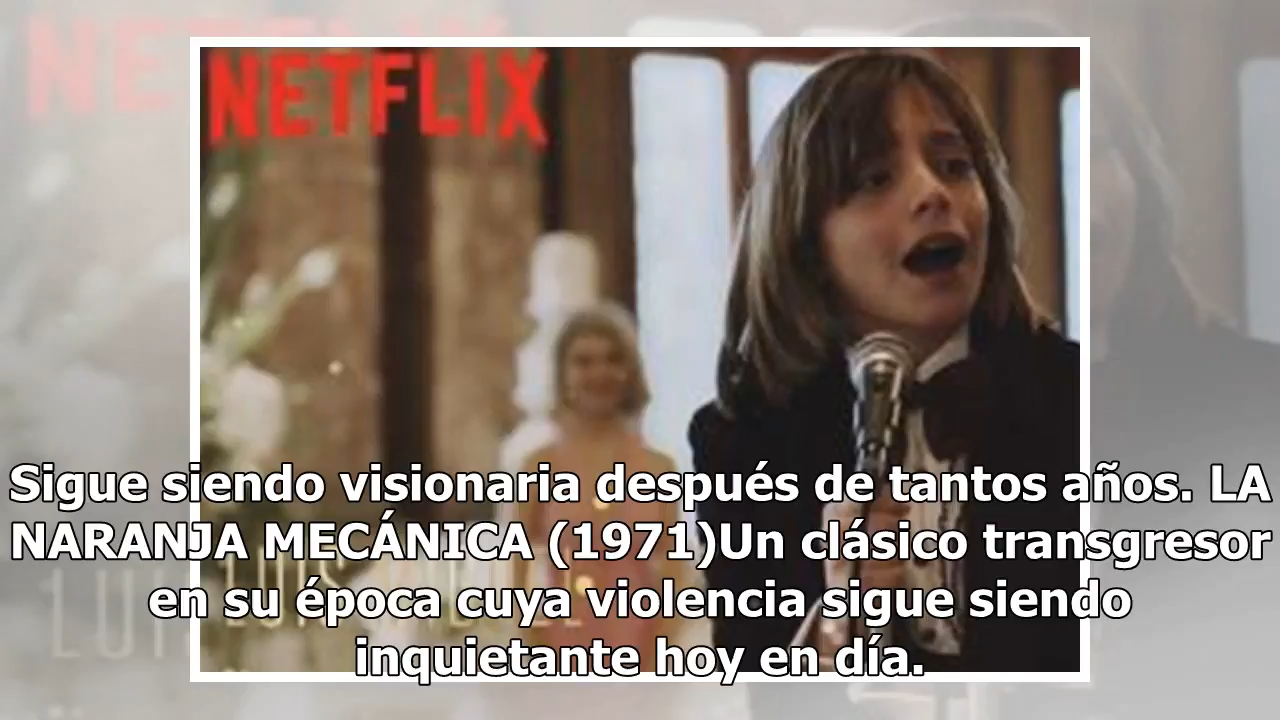 NETFLIX
Sigue siendo visionaria después de tantos años. LA
NARANJA MECÁNICA (1971)Un clásico transgresor
en su época cuya violencia sigue siendo
inquietante hoy en día.